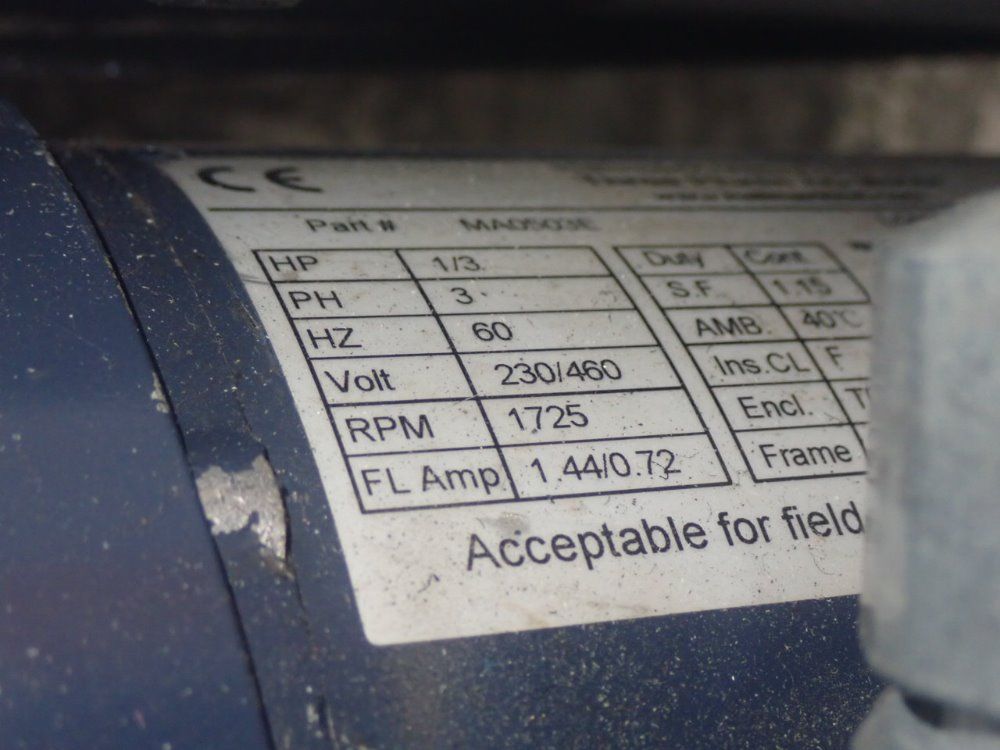 CE
Part # MA0503E
HP 1/3 Duty Cont
PH 3 S.F. 1.15
HZ 60 AMB. 40°C
Volt 230/460 Ins.CL F
RPM 1725 Encl.
FL Amp 1.44/0.72 Frame
Acceptable for field